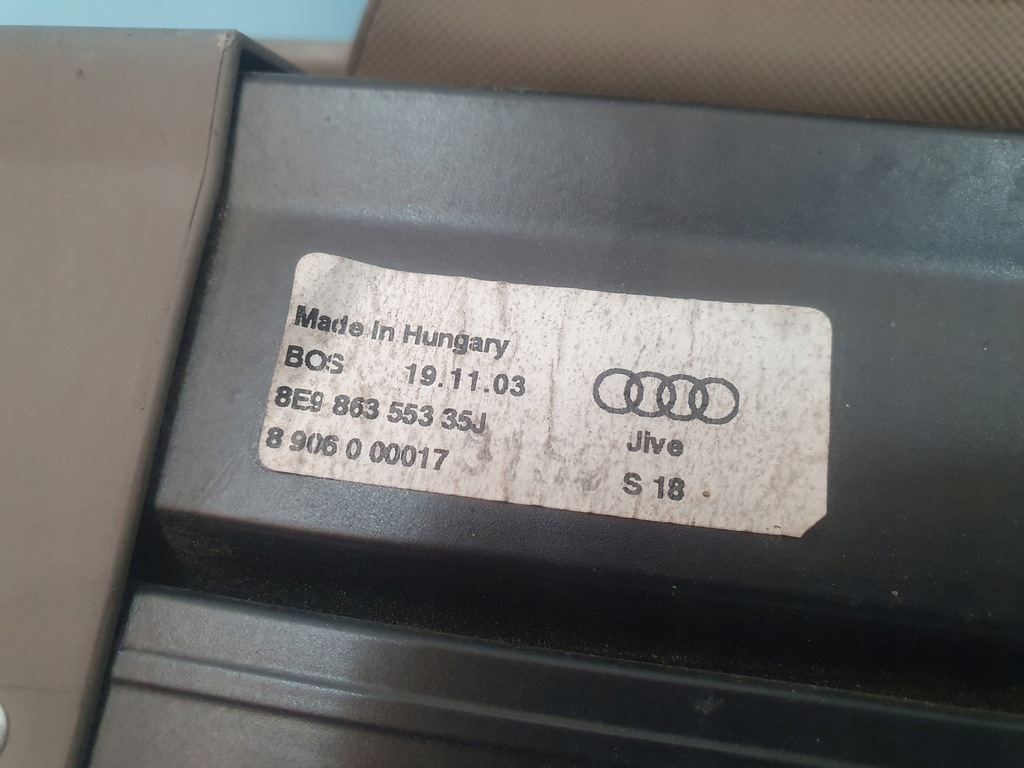 Made in Hungary
BOS 19.11.03
8E9 863 553 35J
8 906 0 00017
Jive
S 18